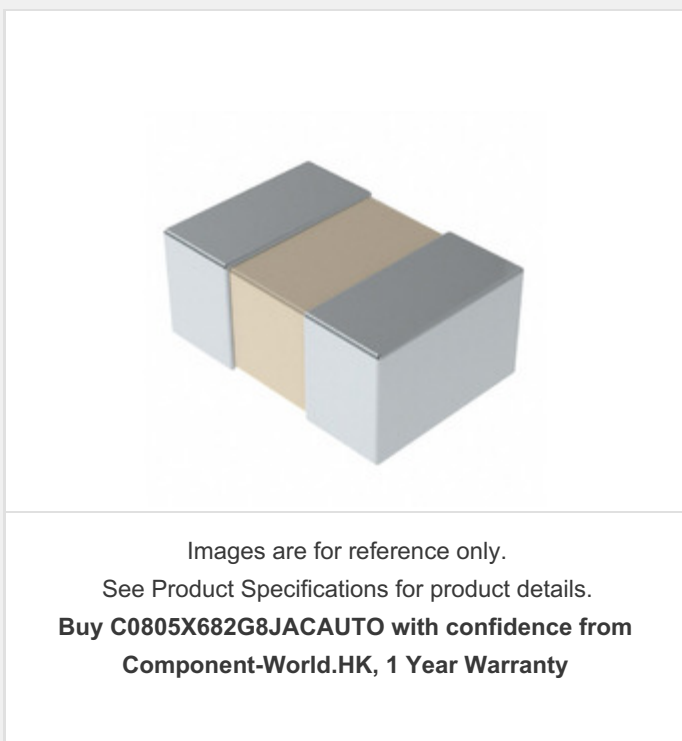 Images are for reference only.
See Product Specifications for product details.
Buy C0805X682G8JACAUTO with confidence from
Component-World.HK, 1 Year Warranty